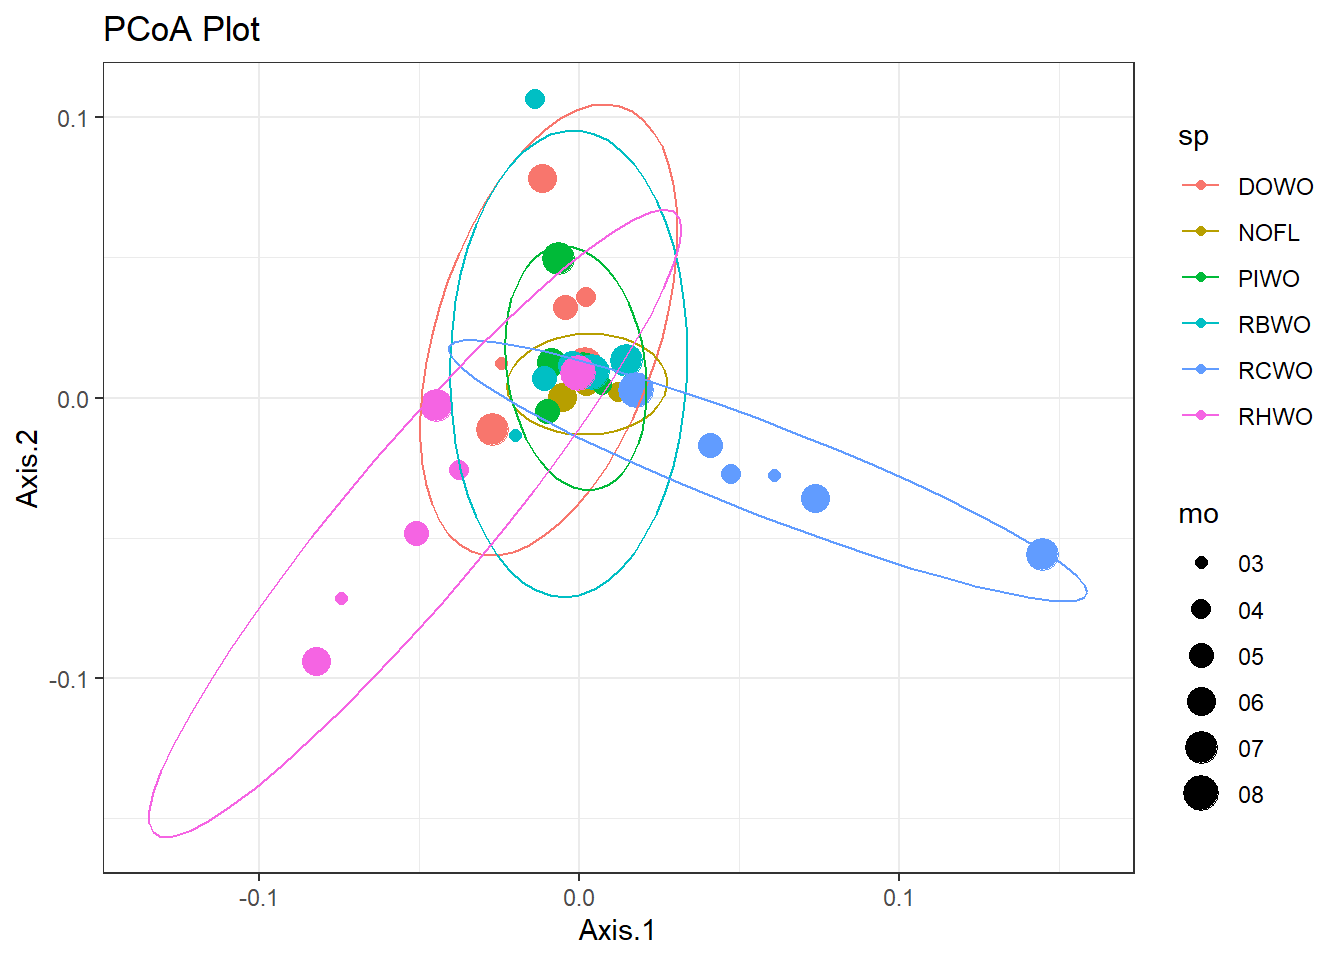 PCoA Plot
0.1
0.0
-0.1
Axis.2
-0.1
0.0
0.1
Axis.1
sp
DOWO
NOFL
PIWO
RBWO
RCWO
RHWO
mo
03
04
05
06
07
08